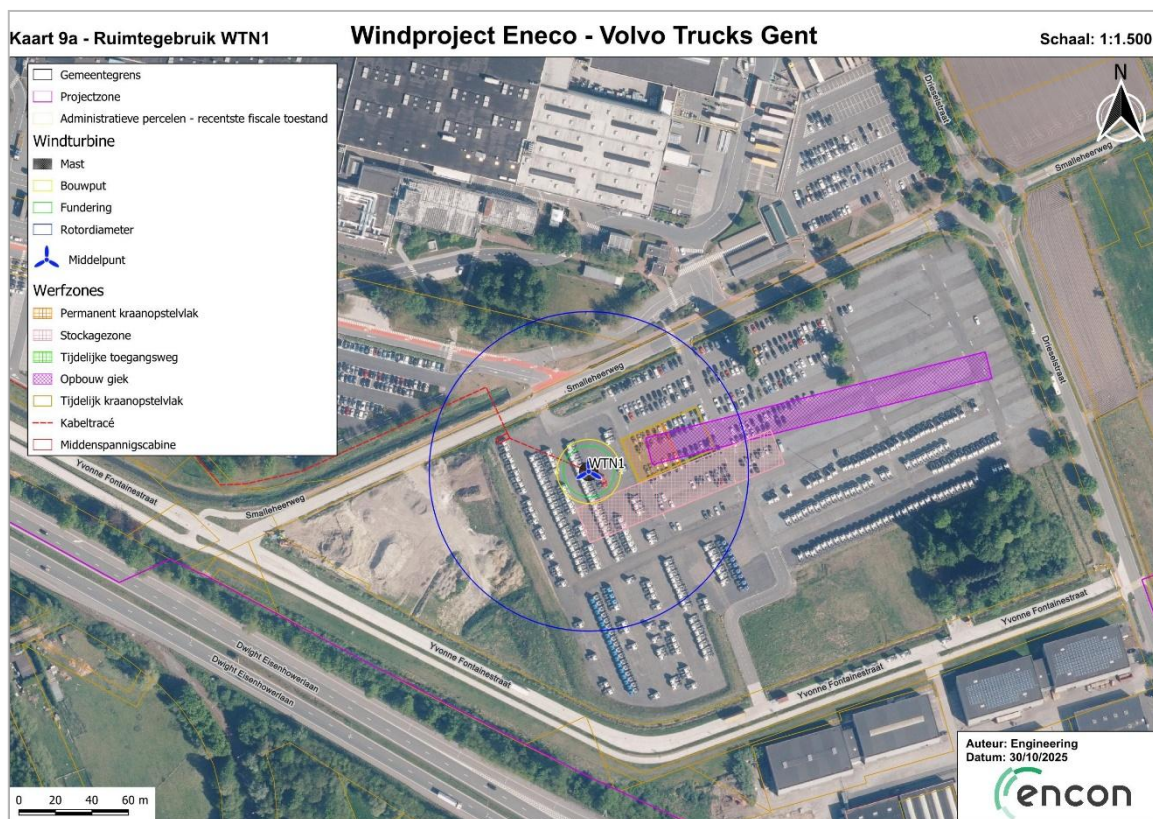 Kaart 9a - Ruimtegebruik WTN1
Windproject Eneco - Volvo Trucks Gent
Schaal: 1:1.500
Gemeentegrens
Projectzone
Administratieve percelen - recentste fiscale toestand
Windturbine
Mast
Bouwput
Fundering
Rotordiameter
Middelpunt
Werfzones
Permanent kraanopstelvlak
Stockagezone
Tijdelijke toegangsweg
Opbouw giek
Tijdelijk kraanopstelvlak
Kabeltracé
Middenspannigscabine
N
Drieselstraat
Smalleheerweg
Drieselstraat
Smalleheerweg
WTN1
Yvonne Fontainestraat
Smalleheerweg
Yvonne Fontainestraat
Dwight Eisenhowerlaan
Dwight Eisenhowerlaan
Yvonne Fontainestraat
Yvonne Fontainestraat
0 20 40 60 m
Auteur: Engineering
Datum: 30/10/2025
encon